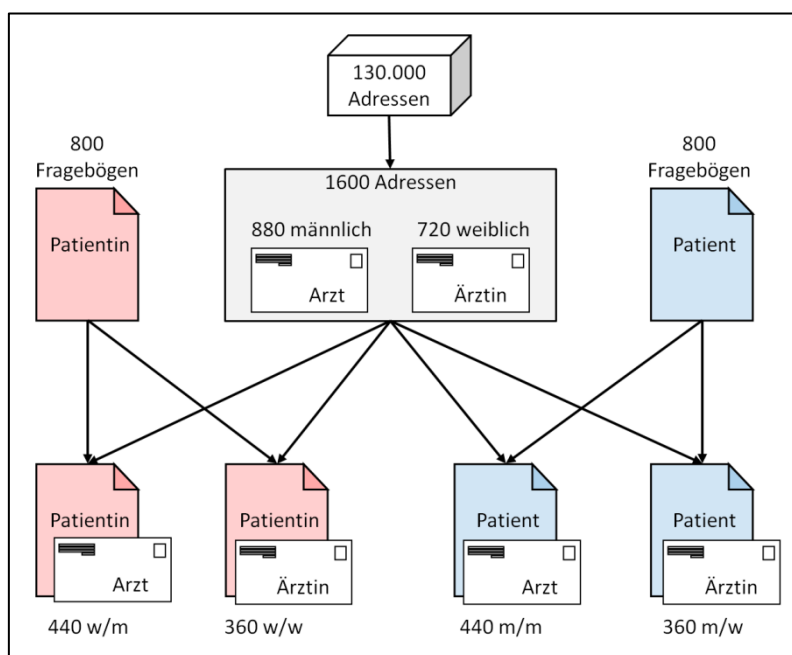 130.000
Adressen
800
Fragebögen
Patientin
1600 Adressen
880 männlich
720 weiblich
Arzt
Ärztin
800
Fragebögen
Patient
Patientin
Arzt
440 w/m
Patientin
Ärztin
360 w/w
Patient
Arzt
440 m/m
Patient
Ärztin
360 m/w